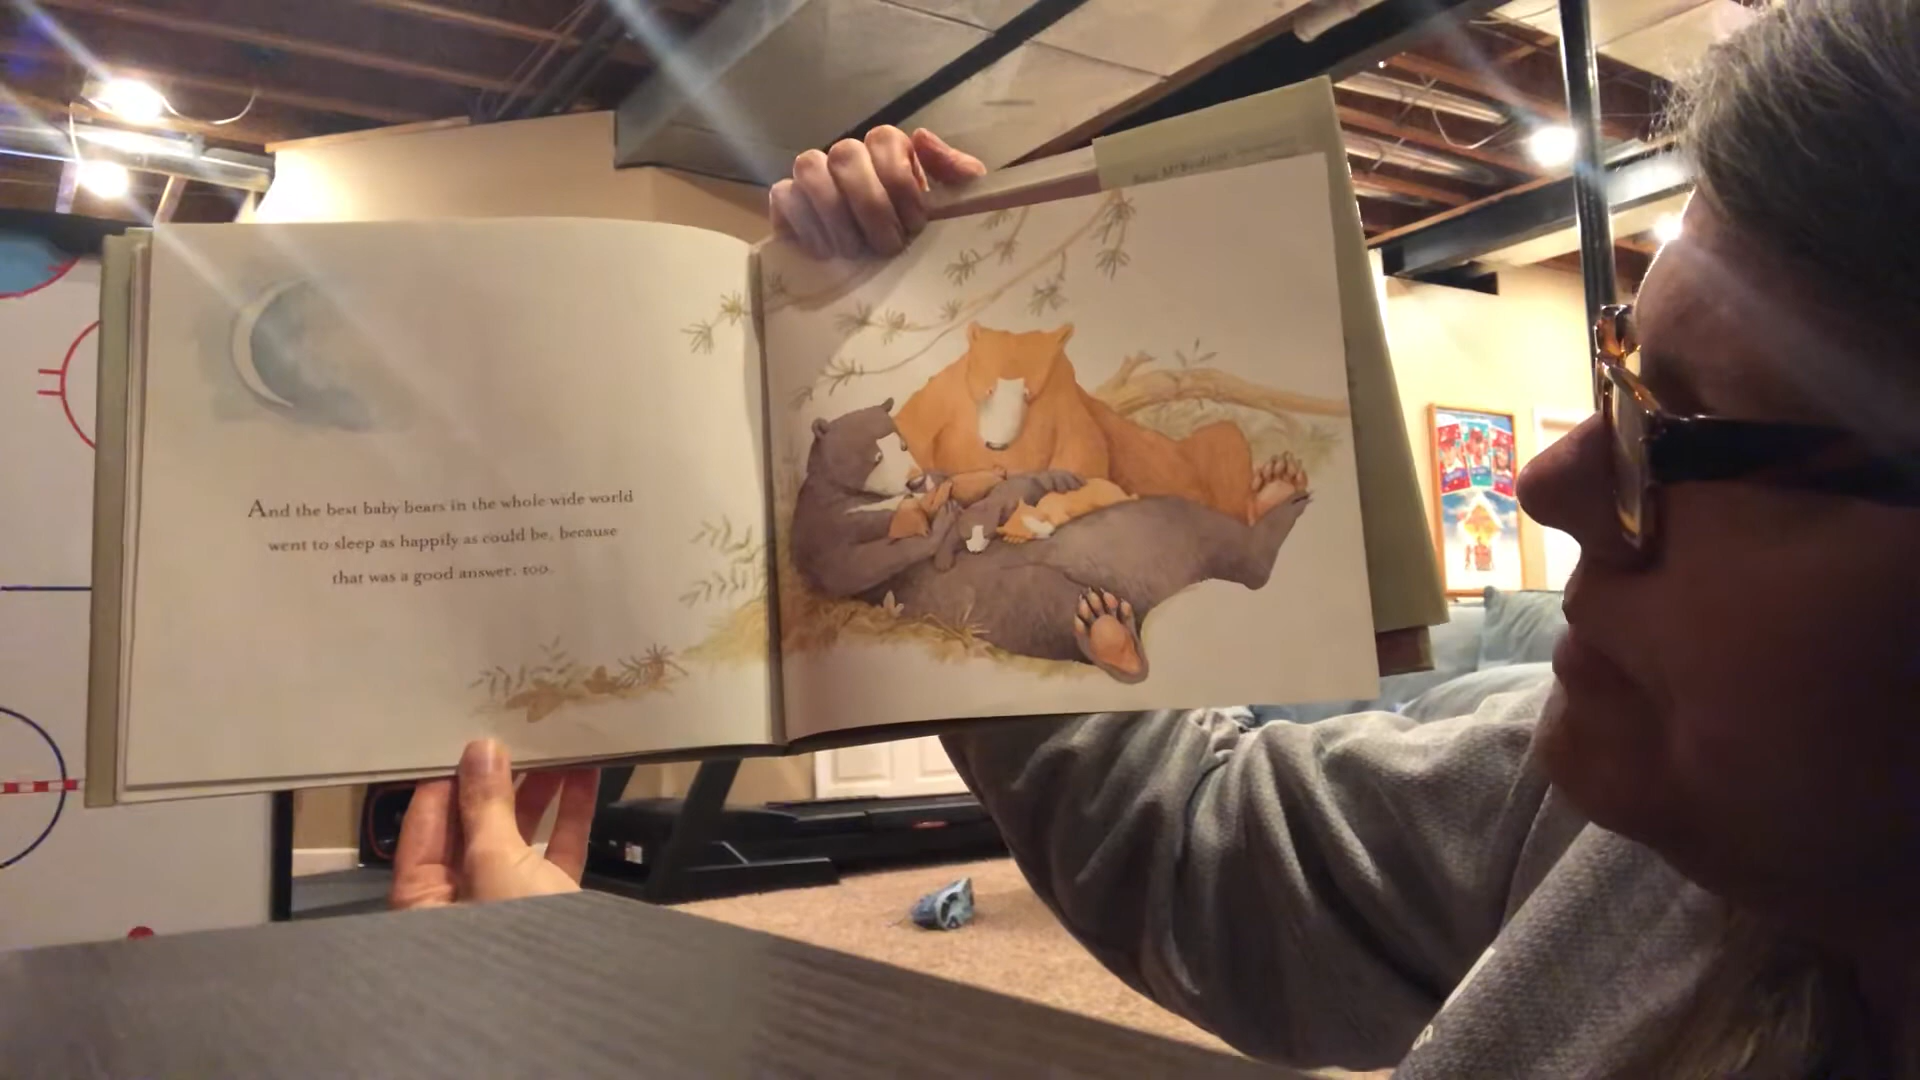 And the best baby bears in the whole wide world
went to sleep as happily as could be, because
that was a good answer, too.